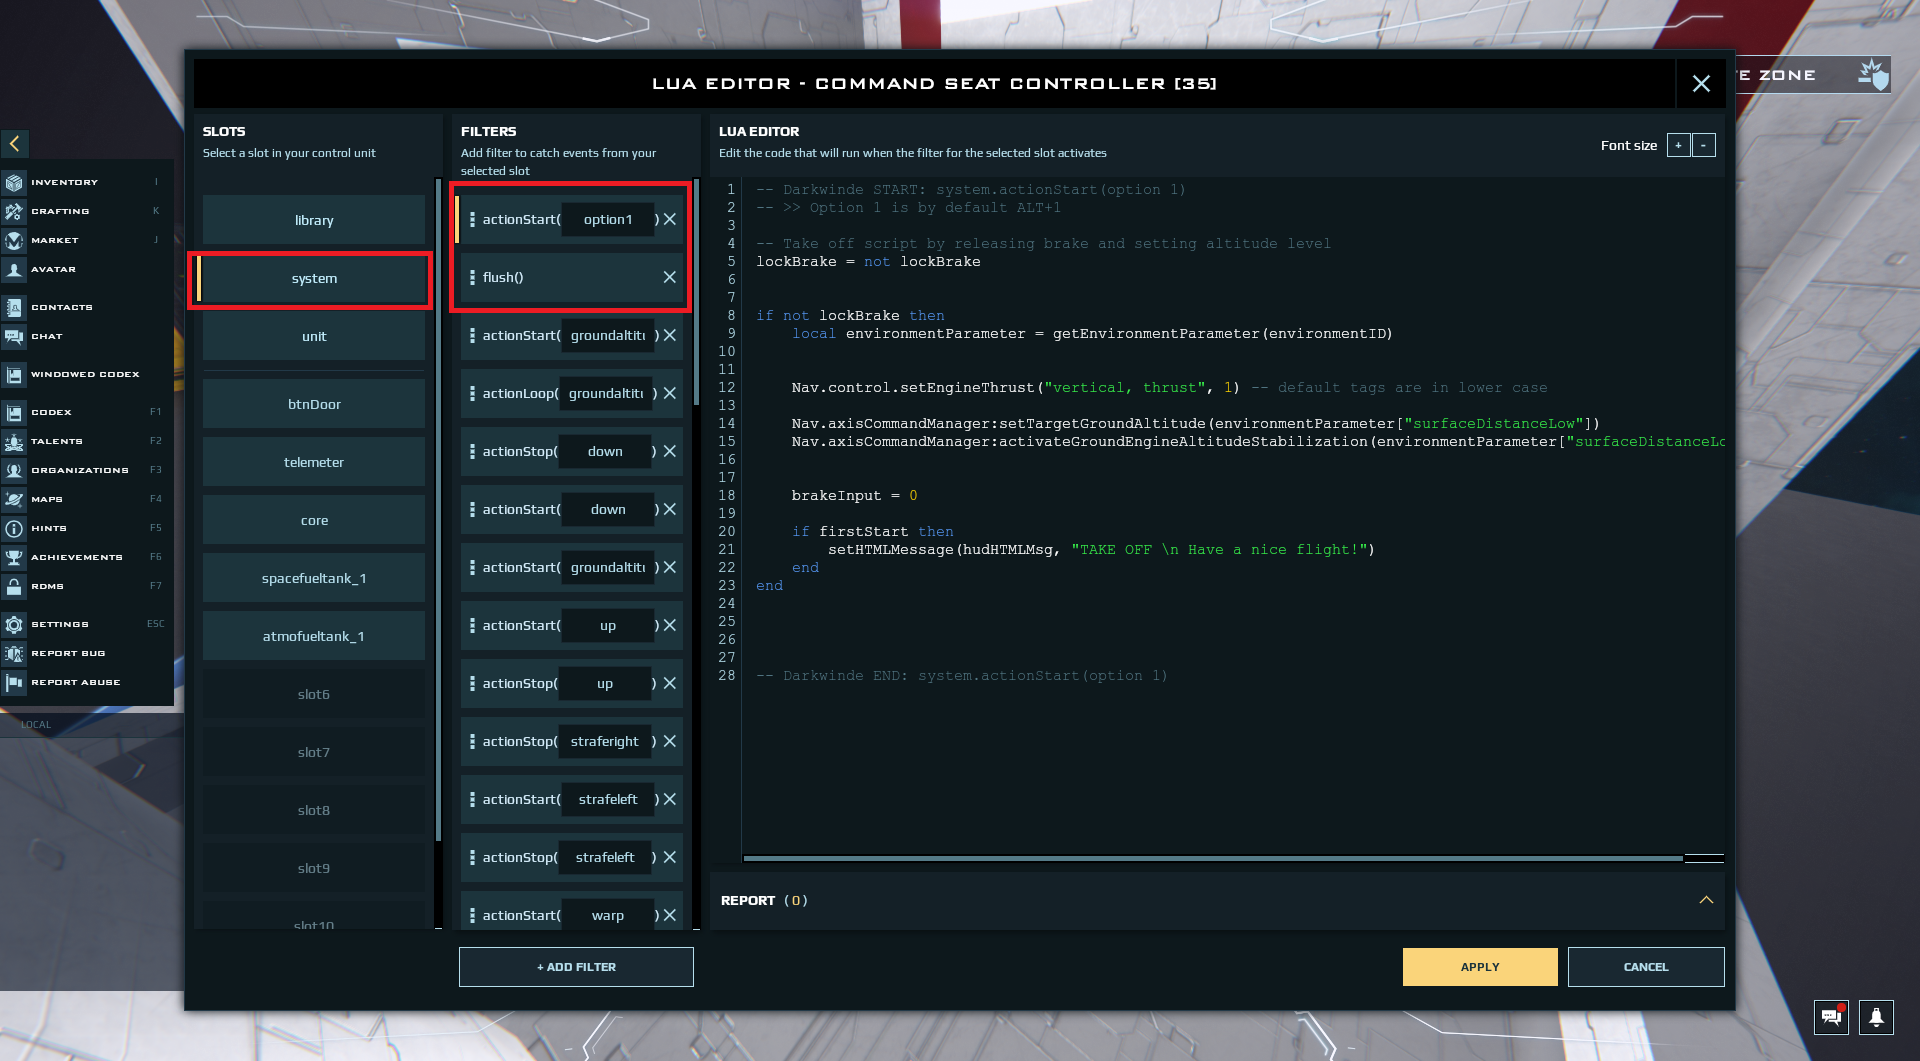 LUA EDITOR - COMMAND SEAT CONTROLLER [35]
E ZONE
SLOTS
Select a slot in your control unit
library
system
unit
btnDoor
telemeter
core
spacefueltank_1
atmofueltank_1
slot6
slot7
slot8
slot9
slot10
FILTERS
Add filter to catch events from your
selected slot
actionStart( option1 )
flush()
actionStart( groundaltitu )
actionLoop( groundaltitu )
actionStop( down )
actionStart( down )
actionStart( groundaltitu )
actionStart( up )
actionStop( up )
actionStop( straferight )
actionStart( strafeleft )
actionStop( strafeleft )
actionStart( warp )
+ ADD FILTER
LUA EDITOR
Edit the code that will run when the filter for the selected slot activates
Font size + -
1 -- Darkwinde START: system.actionStart(option 1)
2 -- >> Option 1 is by default ALT+1
3
4 -- Take off script by releasing brake and setting altitude level
5 lockBrake = not lockBrake
6
7
8 if not lockBrake then
9 local environmentParameter = getEnvironmentParameter(environmentID)
10
11
12 Nav.control.setEngineThrust("vertical, thrust", 1) -- default tags are in lower case
13
14 Nav.axisCommandManager:setTargetGroundAltitude(environmentParameter["surfaceDistanceLow"])
15 Nav.axisCommandManager:activateGroundEngineAltitudeStabilization(environmentParameter["surfaceDistanceLo
16
17
18 brakeInput = 0
19
20 if firstStart then
21 setHTMLMessage(hudHTMLMsg, "TAKE OFF \n Have a nice flight!")
22 end
23 end
24
25
26
27
28 -- Darkwinde END: system.actionStart(option 1)
REPORT (0)
APPLY
CANCEL
INVENTORY I
CRAFTING K
MARKET J
AVATAR
CONTACTS
CHAT
WINDOWED CODEX
CODEX F1
TALENTS F2
ORGANIZATIONS F3
MAPS F4
HINTS F5
ACHIEVEMENTS F6
RDMS F7
SETTINGS ESC
REPORT BUG
REPORT ABUSE
LOCAL